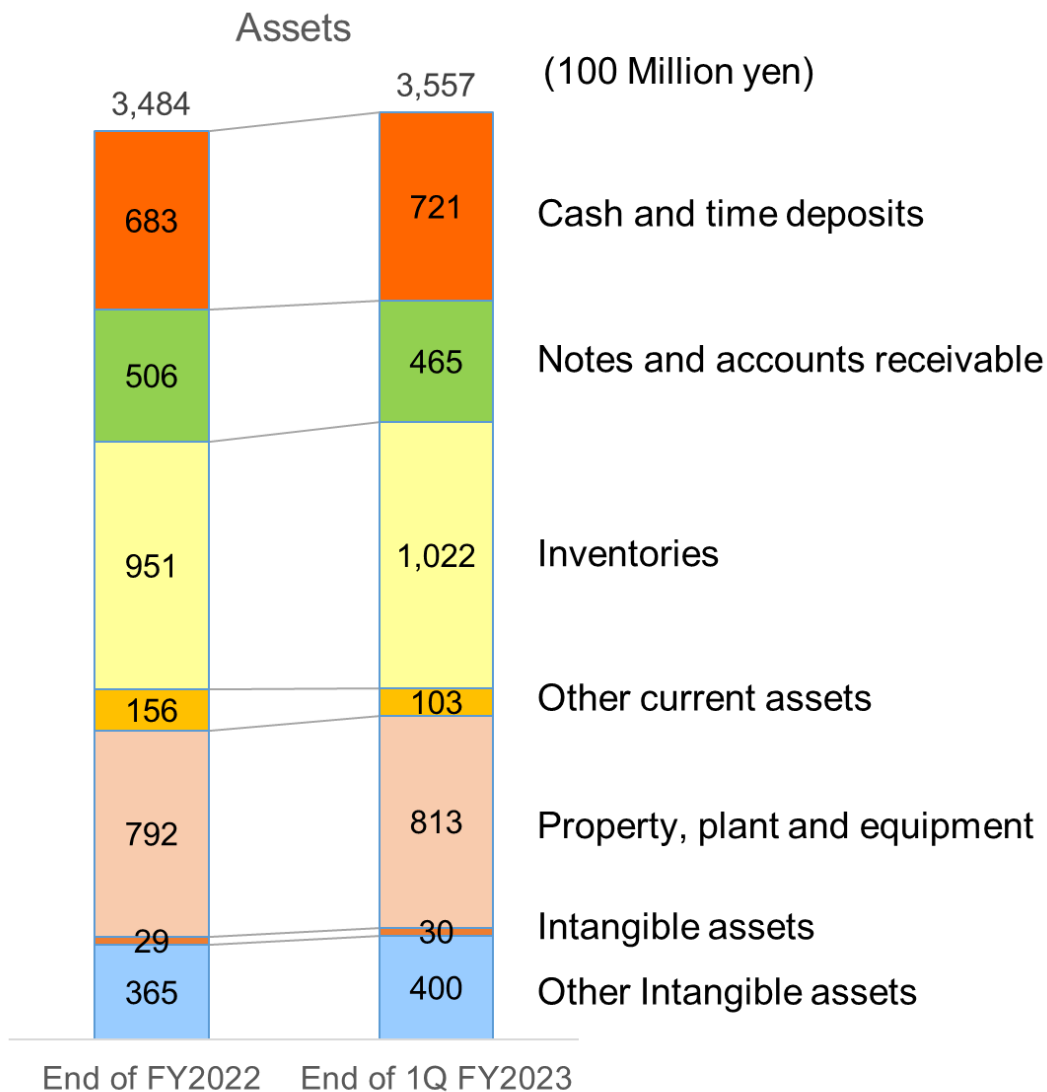 Assets
(100 Million yen)
3,484
3,557
683
721
Cash and time deposits
506
465
Notes and accounts receivable
951
1,022
Inventories
156
103
Other current assets
792
813
Property, plant and equipment
29
30
Intangible assets
365
400
Other Intangible assets
End of FY2022
End of 1Q FY2023